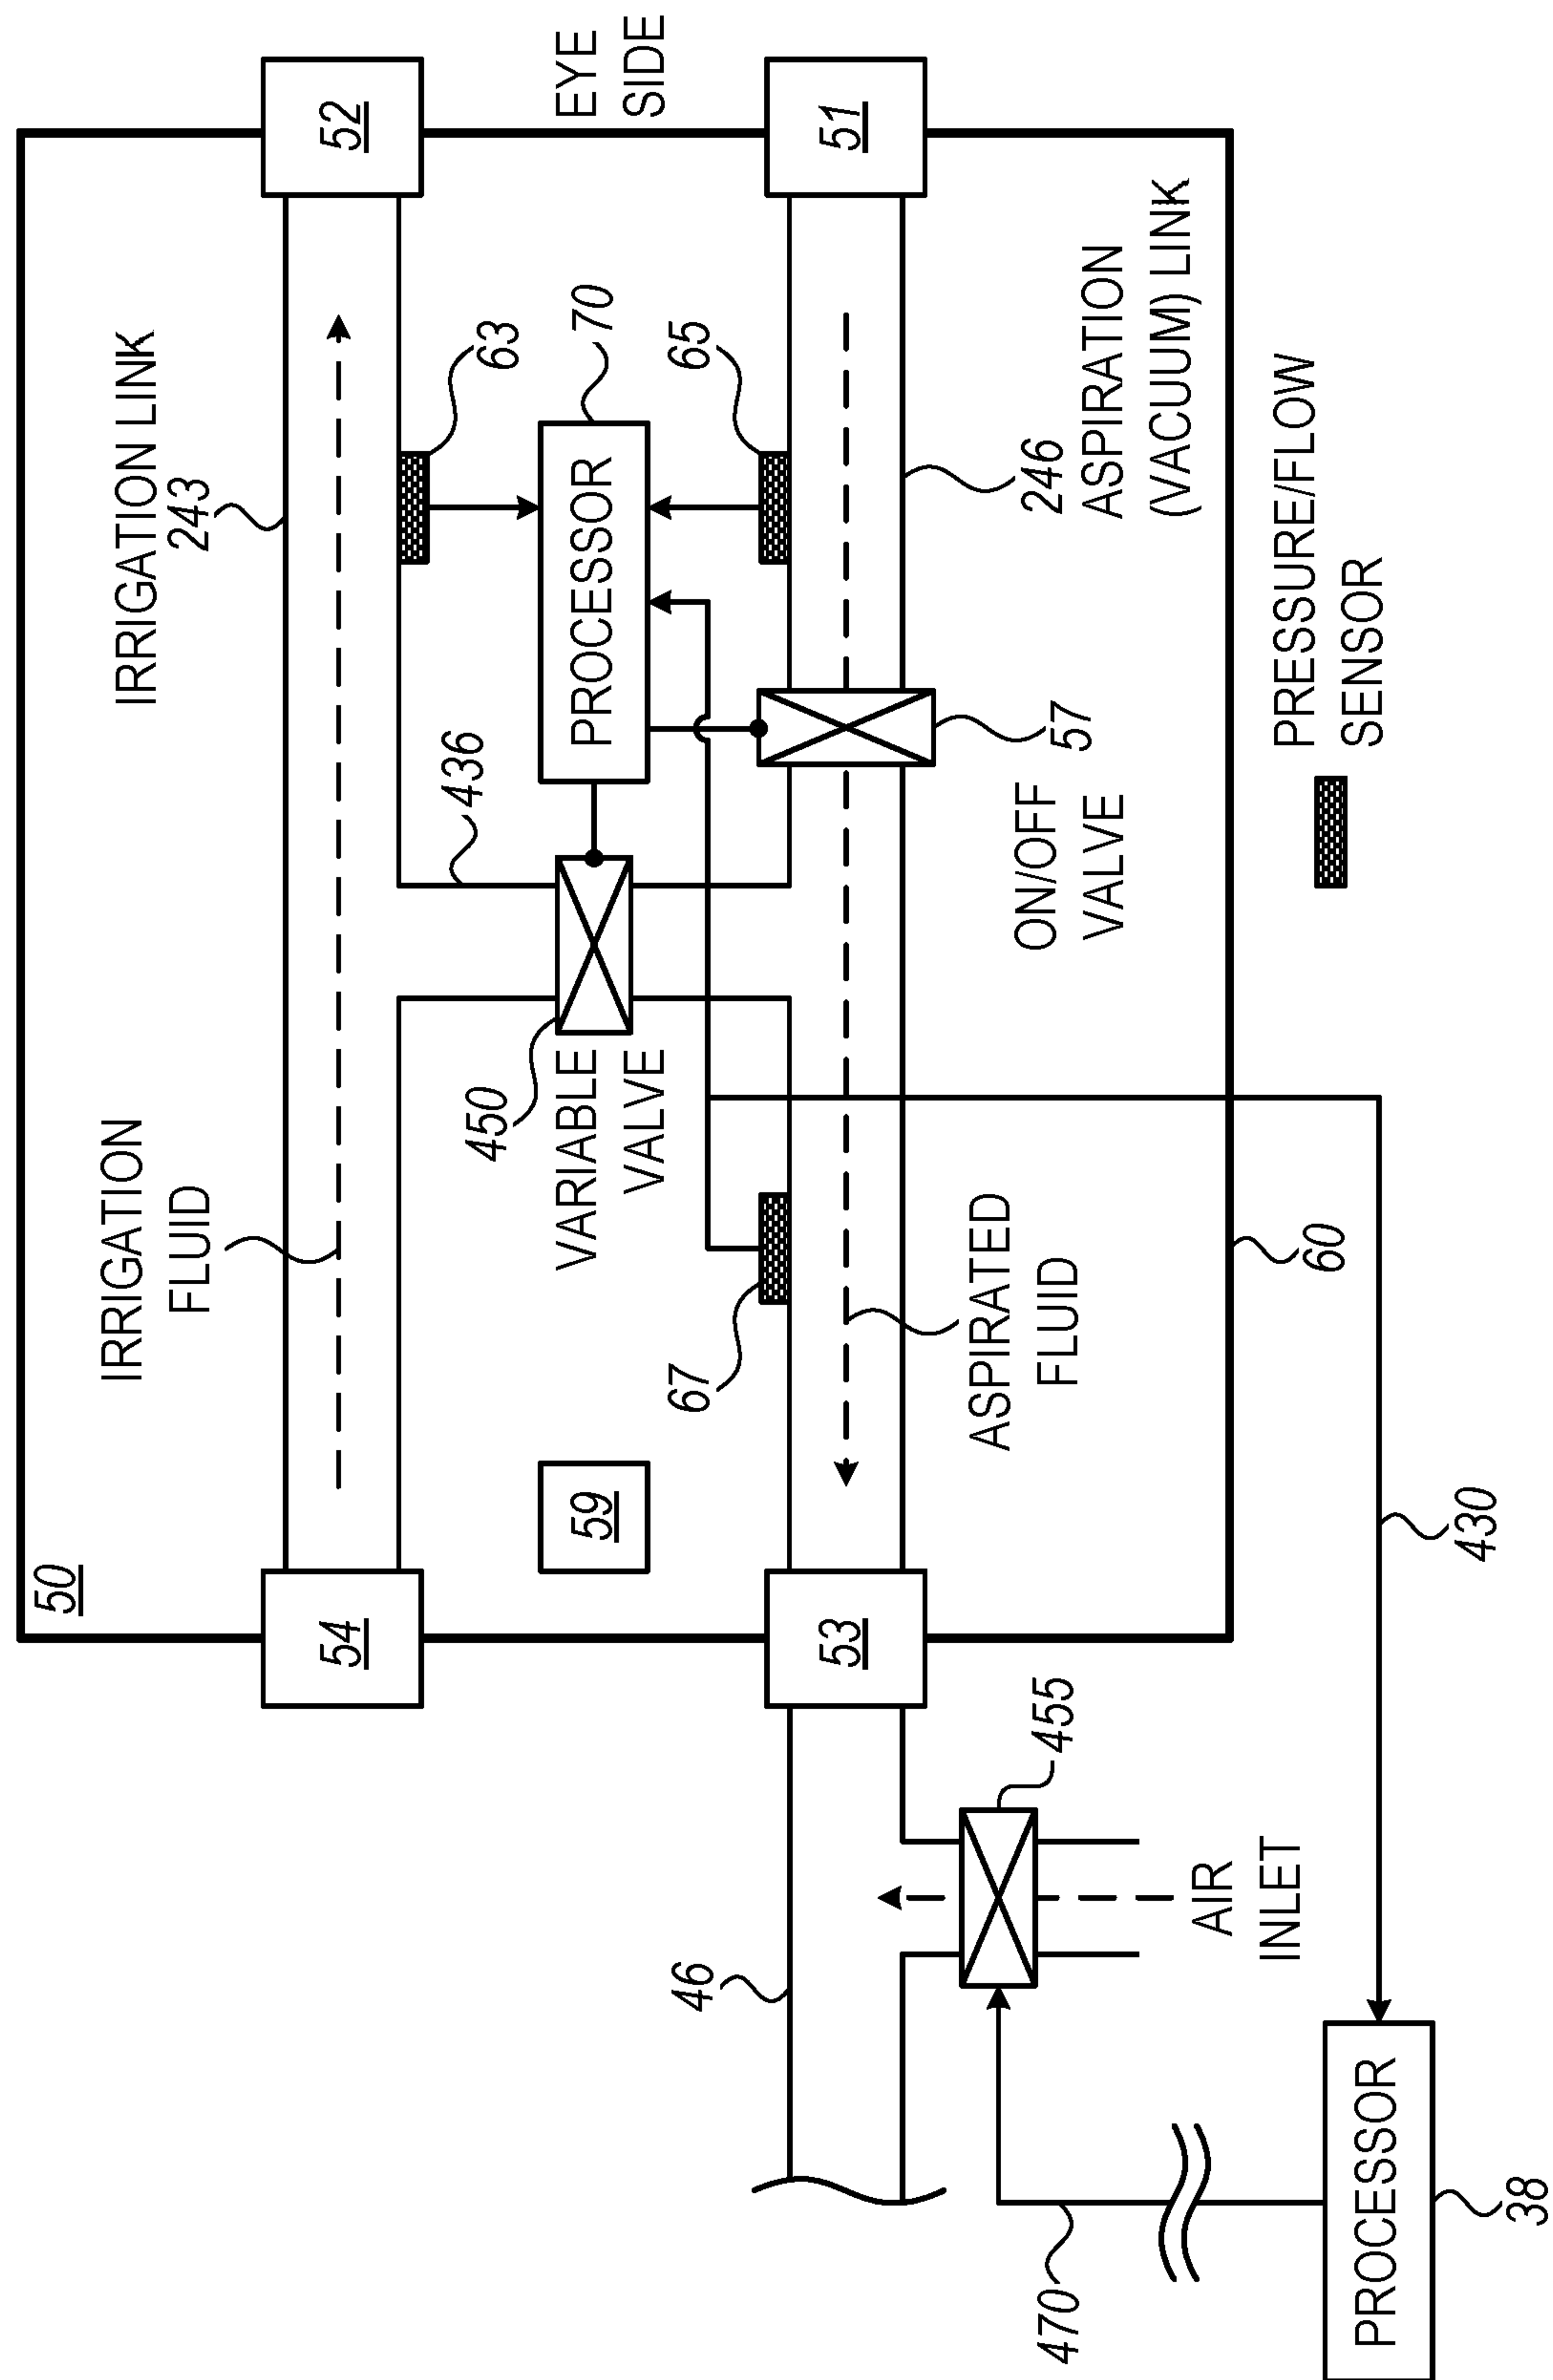 50
IRRIGATION
FLUID
IRRIGATION LINK
243
54
52
436
63
450
VARIABLE
VALVE
PROCESSOR
70
EYE
SIDE
59
67
65
53
51
46
ASPIRATED
FLUID
ON/OFF
VALVE
57
246
ASPIRATION
(VACUUM) LINK
455
AIR
INLET
60
470
PROCESSOR
38
430
PRESSURE/FLOW
SENSOR